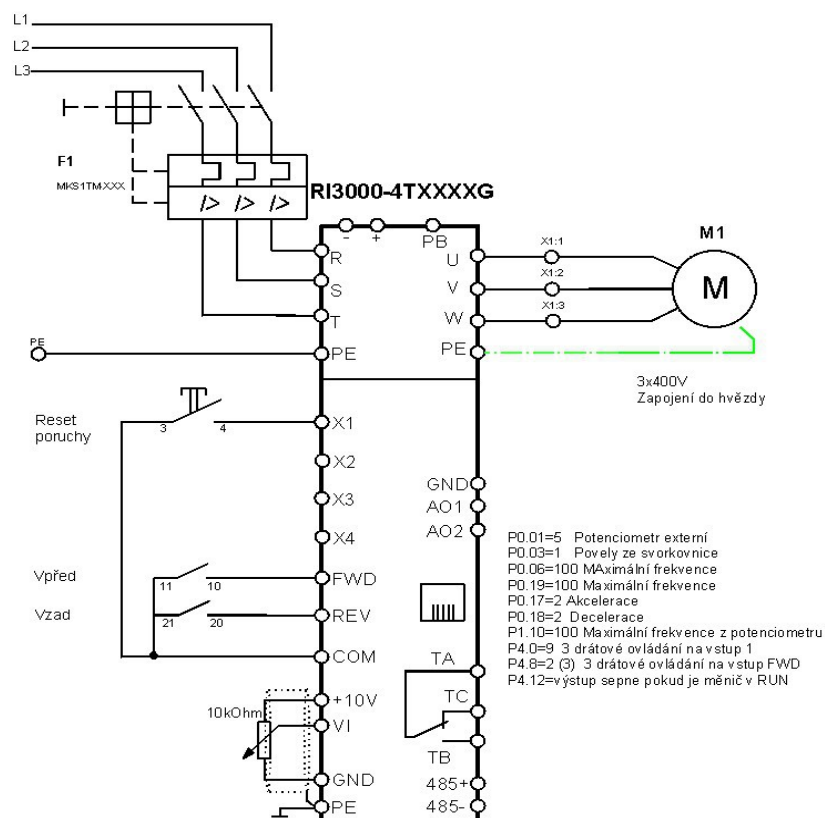 L1
L2
L3
F1
MKS1TM.XXX
I> I> I>
RI3000-4TXXXXG
- + PB
R
S
T
PE
PE
U
V
W
PE
X1:1
X1:2
X1:3
M1
M
3x400V
Zapojení do hvězdy
Reset
poruchy
3 4
X1
X2
X3
X4
Vpřed
11 10
FWD
Vzad
21 20
REV
COM
10kOhm
+10V
VI
GND
PE
GND
AO1
AO2
TA
TC
TB
485+
485-
P0.01=5 Potenciometr externí
P0.03=1 Povely ze svorkovnice
P0.06=100 MAximální frekvence
P0.19=100 Maximální frekvence
P0.17=2 Akcelerace
P0.18=2 Decelerace
P1.10=100 Maximální frekvence z potenciometru
P4.0=9 3 drátové ovládání na vstup 1
P4.8=2 (3) 3 drátové ovládání na vstup FWD
P4.12=výstup sepne pokud je měnič v RUN